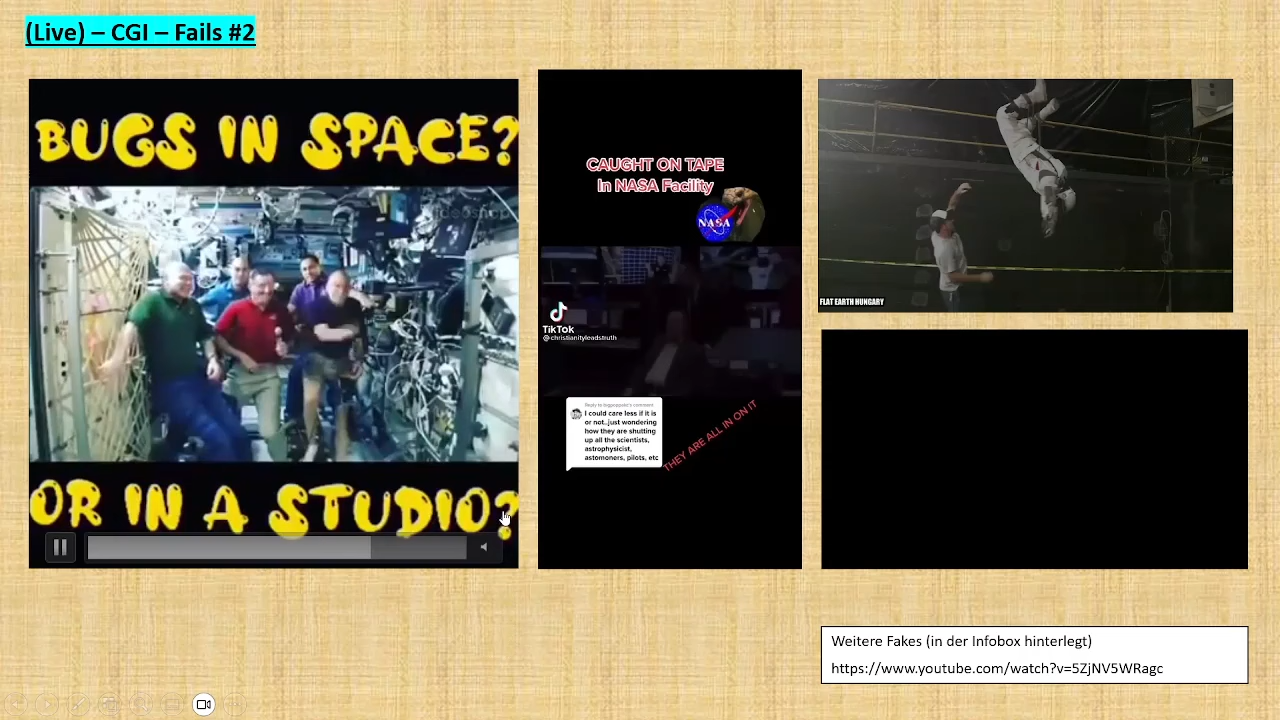 (Live) – CGI – Fails #2
BUGS IN SPACE?
OR IN A STUDIO?
CAUGHT ON TAPE
In NASA Facility
NASA
TikTok
@christianityleadstruth
I could care less if it is
or not..just wondering
how they are shutting
up all the scientists,
astrophysicist,
astomoners, pilots, etc
THEY ARE ALL IN ON IT
FLAT EARTH HUNGARY
Weitere Fakes (in der Infobox hinterlegt)
https://www.youtube.com/watch?v=5ZjNV5WRagc